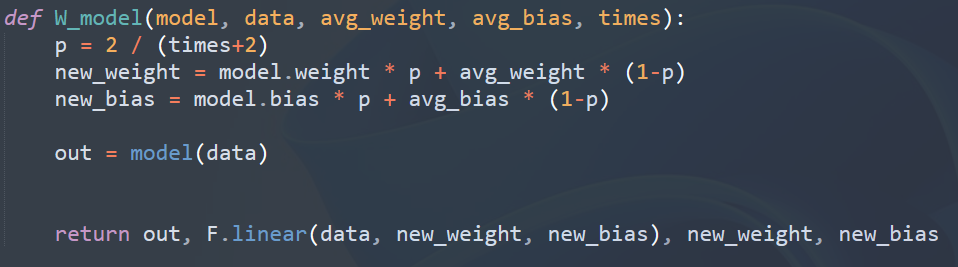 def W_model(model, data, avg_weight, avg_bias, times):
    p = 2 / (times+2)
    new_weight = model.weight * p + avg_weight * (1-p)
    new_bias = model.bias * p + avg_bias * (1-p)
    out = model(data)
    return out, F.linear(data, new_weight, new_bias), new_weight, new_bias